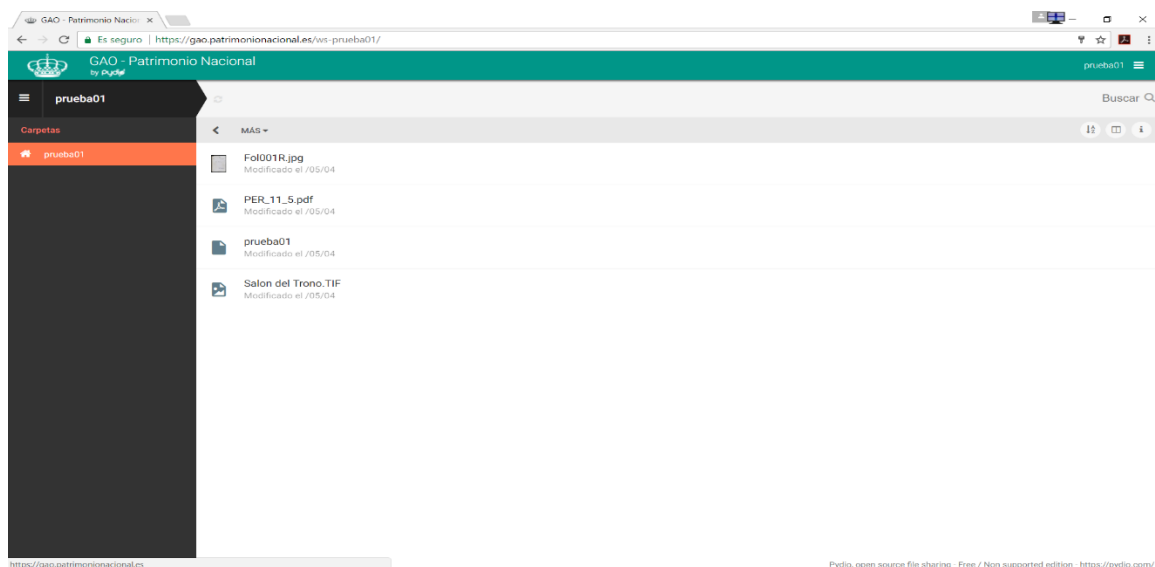 GAO - Patrimonio Nacion
Es seguro | https://gao.patrimonionacional.es/ws-prueba01/
GAO - Patrimonio Nacional
by Pydio
prueba01
prueba01
Buscar
Carpetas
MÁS
prueba01
Fol001R.jpg
Modificado el /05/04
PER_11_5.pdf
Modificado el /05/04
prueba01
Modificado el /05/04
Salon del Trono.TIF
Modificado el /05/04
https://gao.patrimonionacional.es
Pydio, open source file sharing - Free / Non supported edition - https://pydio.com/